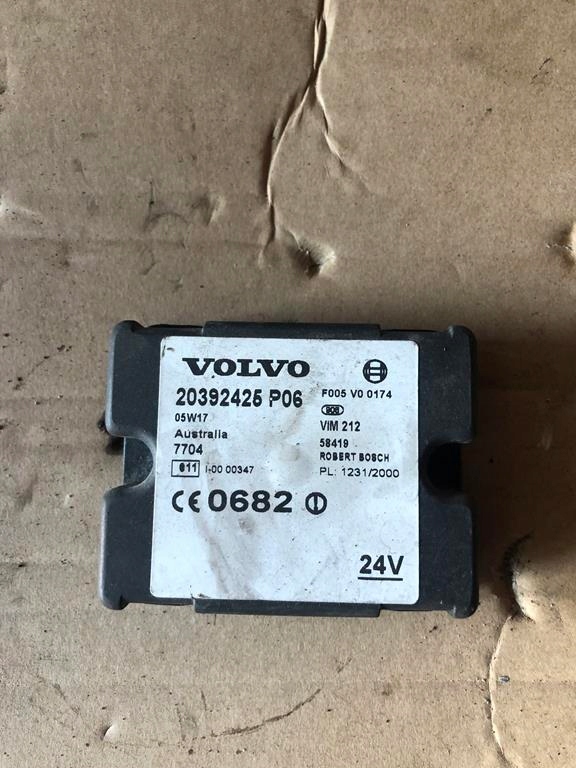 VOLVO
20392425 P06
F005 V0 0174
05W17
VIM 212
Australia
58419
7704
ROBERT BOSCH
011 I-00 00347
PL: 1231/2000
CE 0682
24V